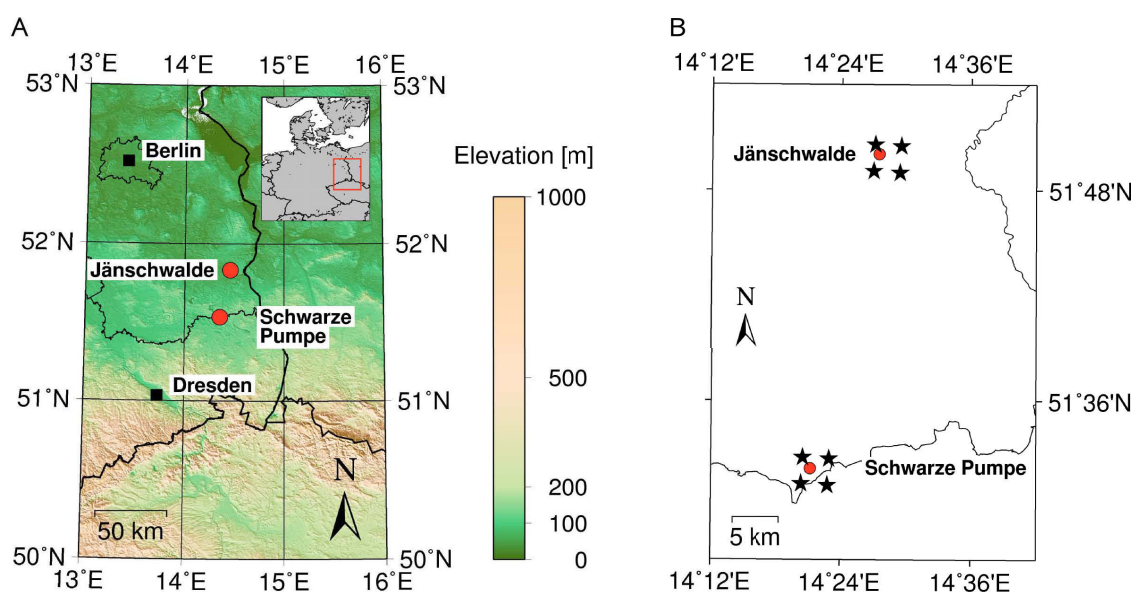 A
13˚E 14˚E 15˚E 16˚E
53˚N 53˚N
Berlin
52˚N 52˚N
Jänschwalde
Schwarze
Pumpe
Dresden
51˚N 51˚N
N
50 km
50˚N 50˚N
13˚E 14˚E 15˚E 16˚E
Elevation [m]
1000
500
200
100
0
B
14˚12'E 14˚24'E 14˚36'E
Jänschwalde
51˚48'N
N
51˚36'N
Schwarze Pumpe
5 km
14˚12'E 14˚24'E 14˚36'E